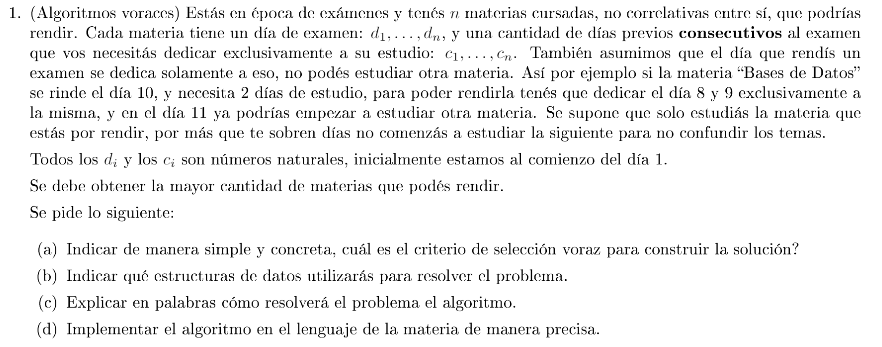 1. (Algoritmos voraces) Estás en época de exámenes y tenés n materias cursadas, no correlativas entre sí, que podrías
rendir. Cada materia tiene un día de examen: d₁, . . . , dₙ, y una cantidad de días previos consecutivos al examen
que vos necesitás dedicar exclusivamente a su estudio: c₁, . . . , cₙ. También asumimos que el día que rendís un
examen se dedica solamente a eso, no podés estudiar otra materia. Así por ejemplo si la materia “Bases de Datos”
se rinde el día 10, y necesita 2 días de estudio, para poder rendirla tenés que dedicar el día 8 y 9 exclusivamente a
la misma, y en el día 11 ya podrías empezar a estudiar otra materia. Se supone que solo estudiás la materia que
estás por rendir, por más que te sobren días no comenzás a estudiar la siguiente para no confundir los temas.
Todos los dᵢ y los cᵢ son números naturales, inicialmente estamos al comienzo del día 1.
Se debe obtener la mayor cantidad de materias que podés rendir.
Se pide lo siguiente:
(a) Indicar de manera simple y concreta, cuál es el criterio de selección voraz para construir la solución?
(b) Indicar qué estructuras de datos utilizarás para resolver el problema.
(c) Explicar en palabras cómo resolverá el problema el algoritmo.
(d) Implementar el algoritmo en el lenguaje de la materia de manera precisa.